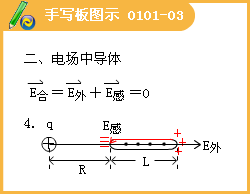 手写板图示 0101-03
二、电场中导体
E合＝E外＋E感＝0
4. q E感
E外
R L